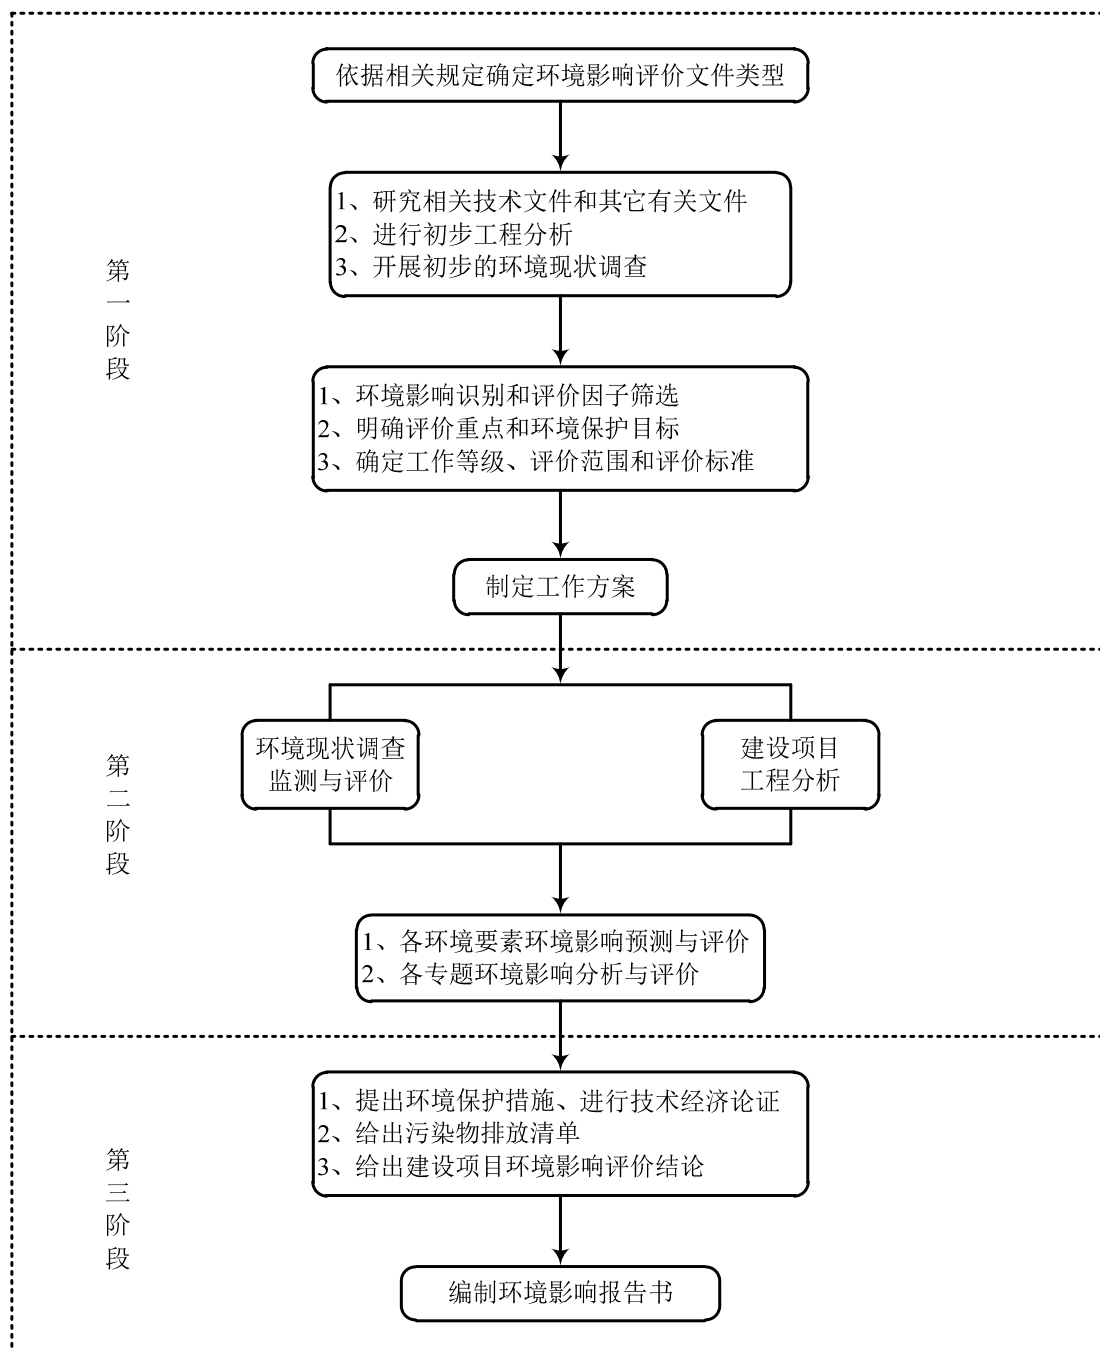 依据相关规定确定环境影响评价文件类型
1、研究相关技术文件和其它有关文件
2、进行初步工程分析
3、开展初步的环境现状调查
第一阶段
1、环境影响识别和评价因子筛选
2、明确评价重点和环境保护目标
3、确定工作等级、评价范围和评价标准
制定工作方案
第二阶段
环境现状调查
监测与评价
建设项目
工程分析
1、各环境要素环境影响预测与评价
2、各专题环境影响分析与评价
第三阶段
1、提出环境保护措施、进行技术经济论证
2、给出污染物排放清单
3、给出建设项目环境影响评价结论
编制环境影响报告书